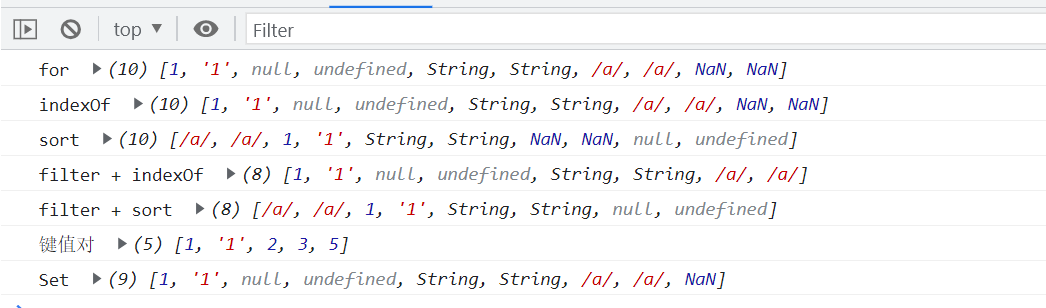 top ▼ Filter
for ▶(10) [1, '1', null, undefined, String, String, /a/, /a/, NaN, NaN]
indexOf ▶(10) [1, '1', null, undefined, String, String, /a/, /a/, NaN, NaN]
sort ▶(10) [/a/, /a/, 1, '1', String, String, NaN, NaN, null, undefined]
filter + indexOf ▶(8) [1, '1', null, undefined, String, String, /a/, /a/]
filter + sort ▶(8) [/a/, /a/, 1, '1', String, String, null, undefined]
键值对 ▶(5) [1, '1', 2, 3, 5]
Set ▶(9) [1, '1', null, undefined, String, String, /a/, /a/, NaN]